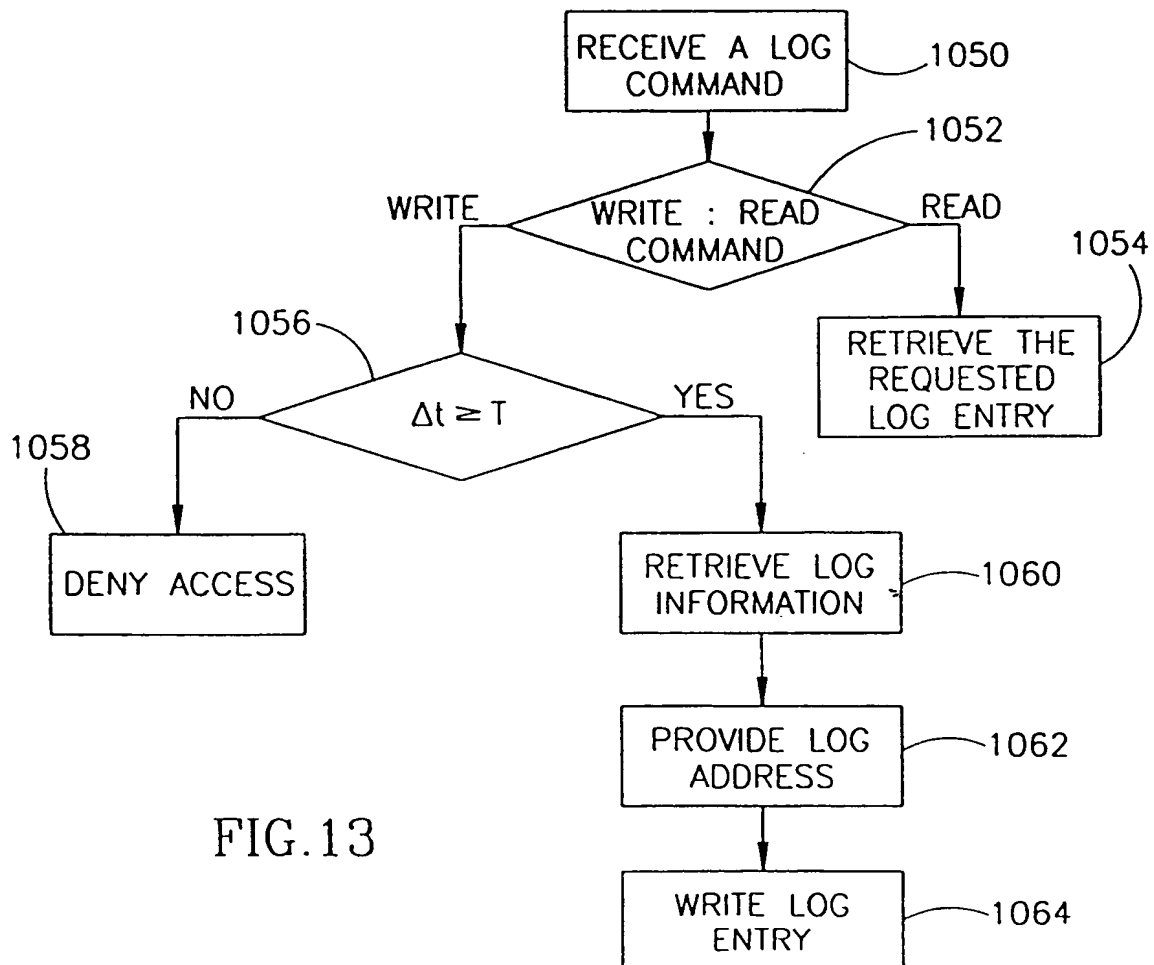 RECEIVE A LOG
COMMAND
1050
1052
WRITE
WRITE : READ
COMMAND
READ
1054
RETRIEVE THE
REQUESTED
LOG ENTRY
1056
NO
Δt ≥ T
YES
1058
DENY ACCESS
RETRIEVE LOG
INFORMATION
1060
PROVIDE LOG
ADDRESS
1062
FIG.13
WRITE LOG
ENTRY
1064